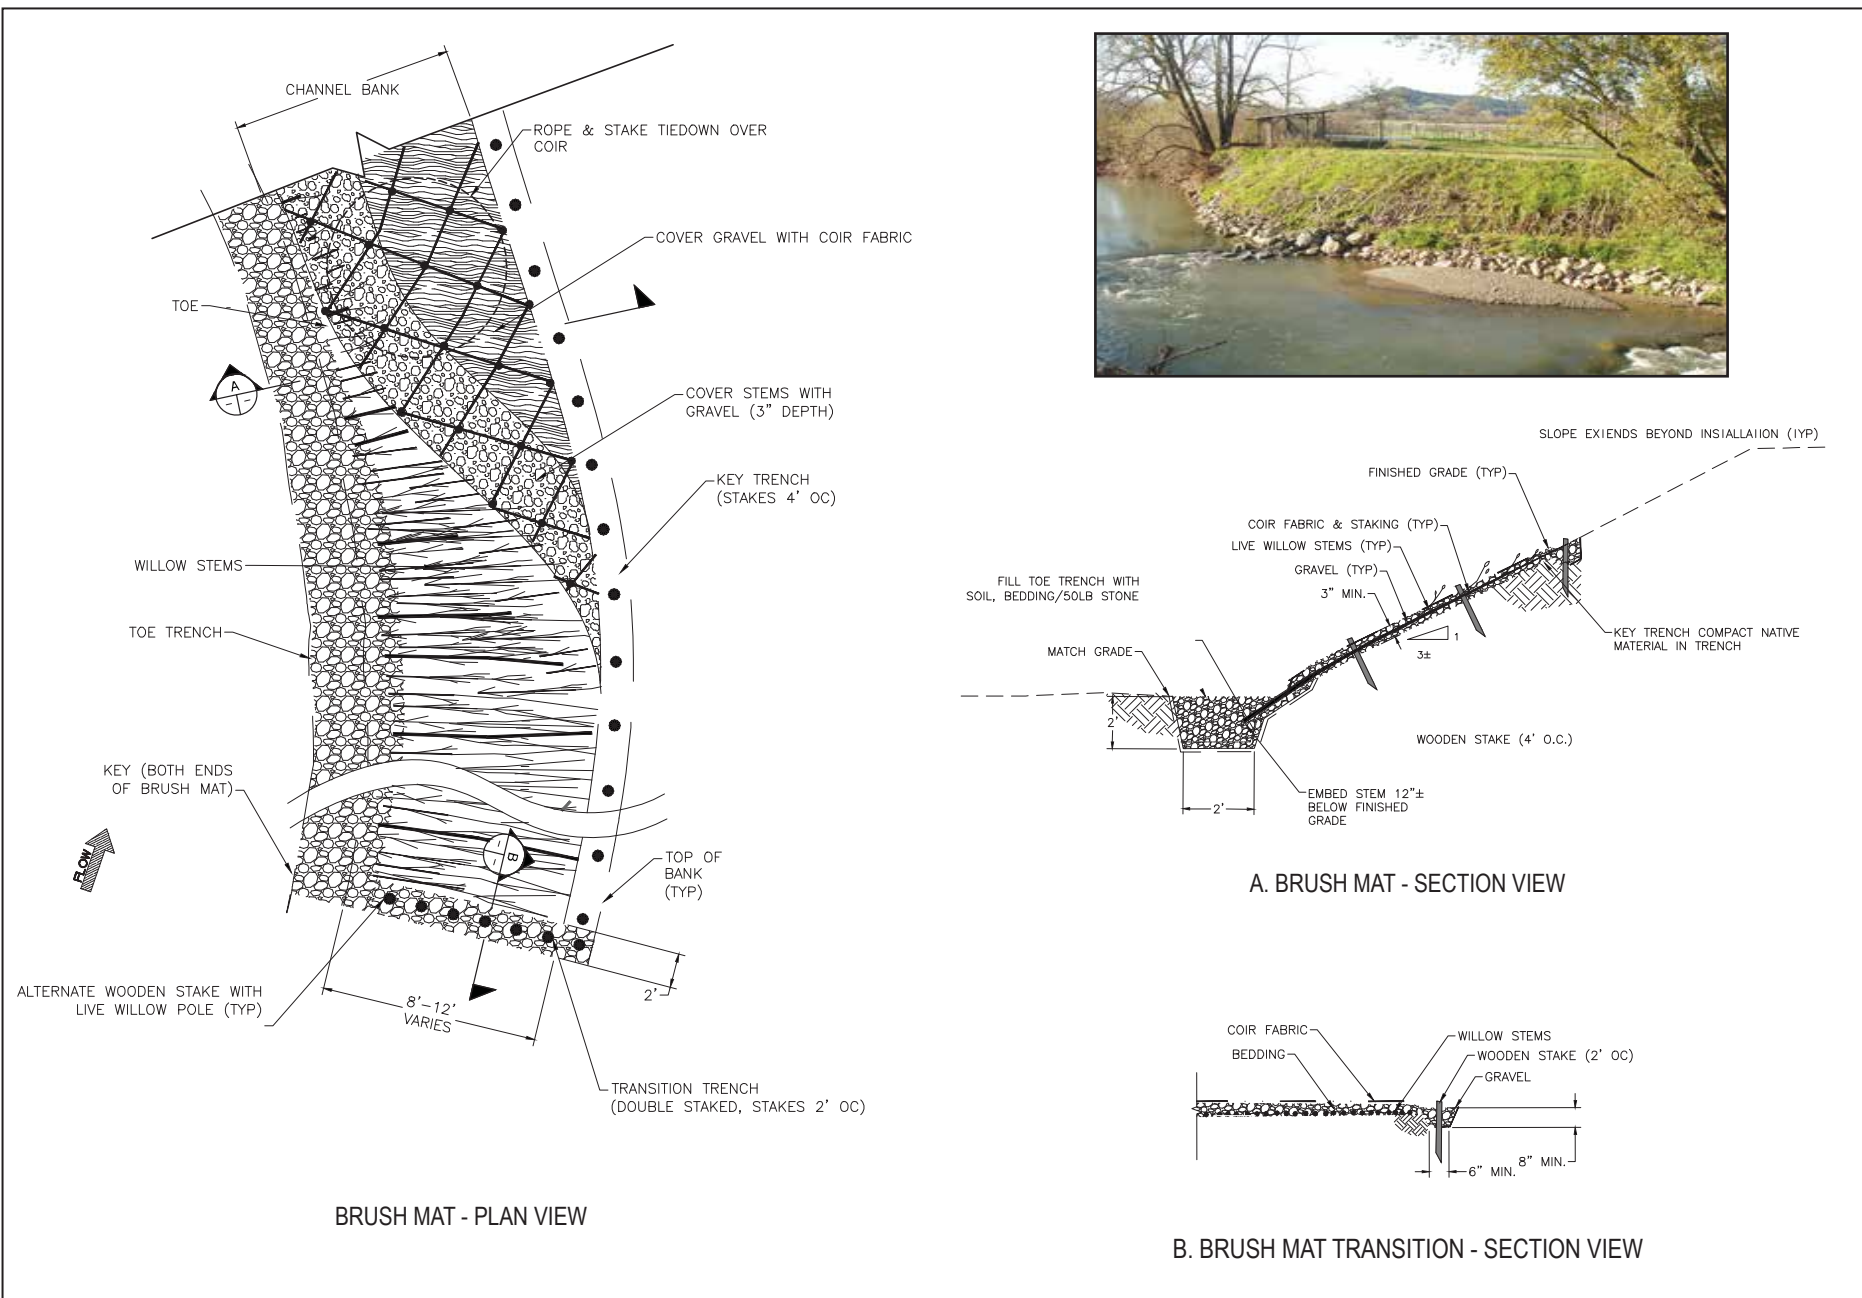 CHANNEL BANK
ROPE & STAKE TIEDOWN OVER
COIR
COVER GRAVEL WITH COIR FABRIC
TOE
A
COVER STEMS WITH
GRAVEL (3" DEPTH)
KEY TRENCH
(STAKES 4' OC)
WILLOW STEMS
TOE TRENCH
KEY (BOTH ENDS
OF BRUSH MAT)
FLOW
B
TOP OF
BANK
(TYP)
ALTERNATE WOODEN STAKE WITH
LIVE WILLOW POLE (TYP)
8'-12'
VARIES
2'
TRANSITION TRENCH
(DOUBLE STAKED, STAKES 2' OC)
BRUSH MAT - PLAN VIEW
SLOPE EXIENDS BEYOND INSIALLAIION (IYP)
FINISHED GRADE (TYP)
COIR FABRIC & STAKING (TYP)
LIVE WILLOW STEMS (TYP)
GRAVEL (TYP)
3" MIN.
FILL TOE TRENCH WITH
SOIL, BEDDING/50LB STONE
1
3±
KEY TRENCH COMPACT NATIVE
MATERIAL IN TRENCH
MATCH GRADE
2'
WOODEN STAKE (4' O.C.)
2'
EMBED STEM 12"±
BELOW FINISHED
GRADE
A. BRUSH MAT - SECTION VIEW
COIR FABRIC
BEDDING
WILLOW STEMS
WOODEN STAKE (2' OC)
GRAVEL
6" MIN.
8" MIN.
B. BRUSH MAT TRANSITION - SECTION VIEW